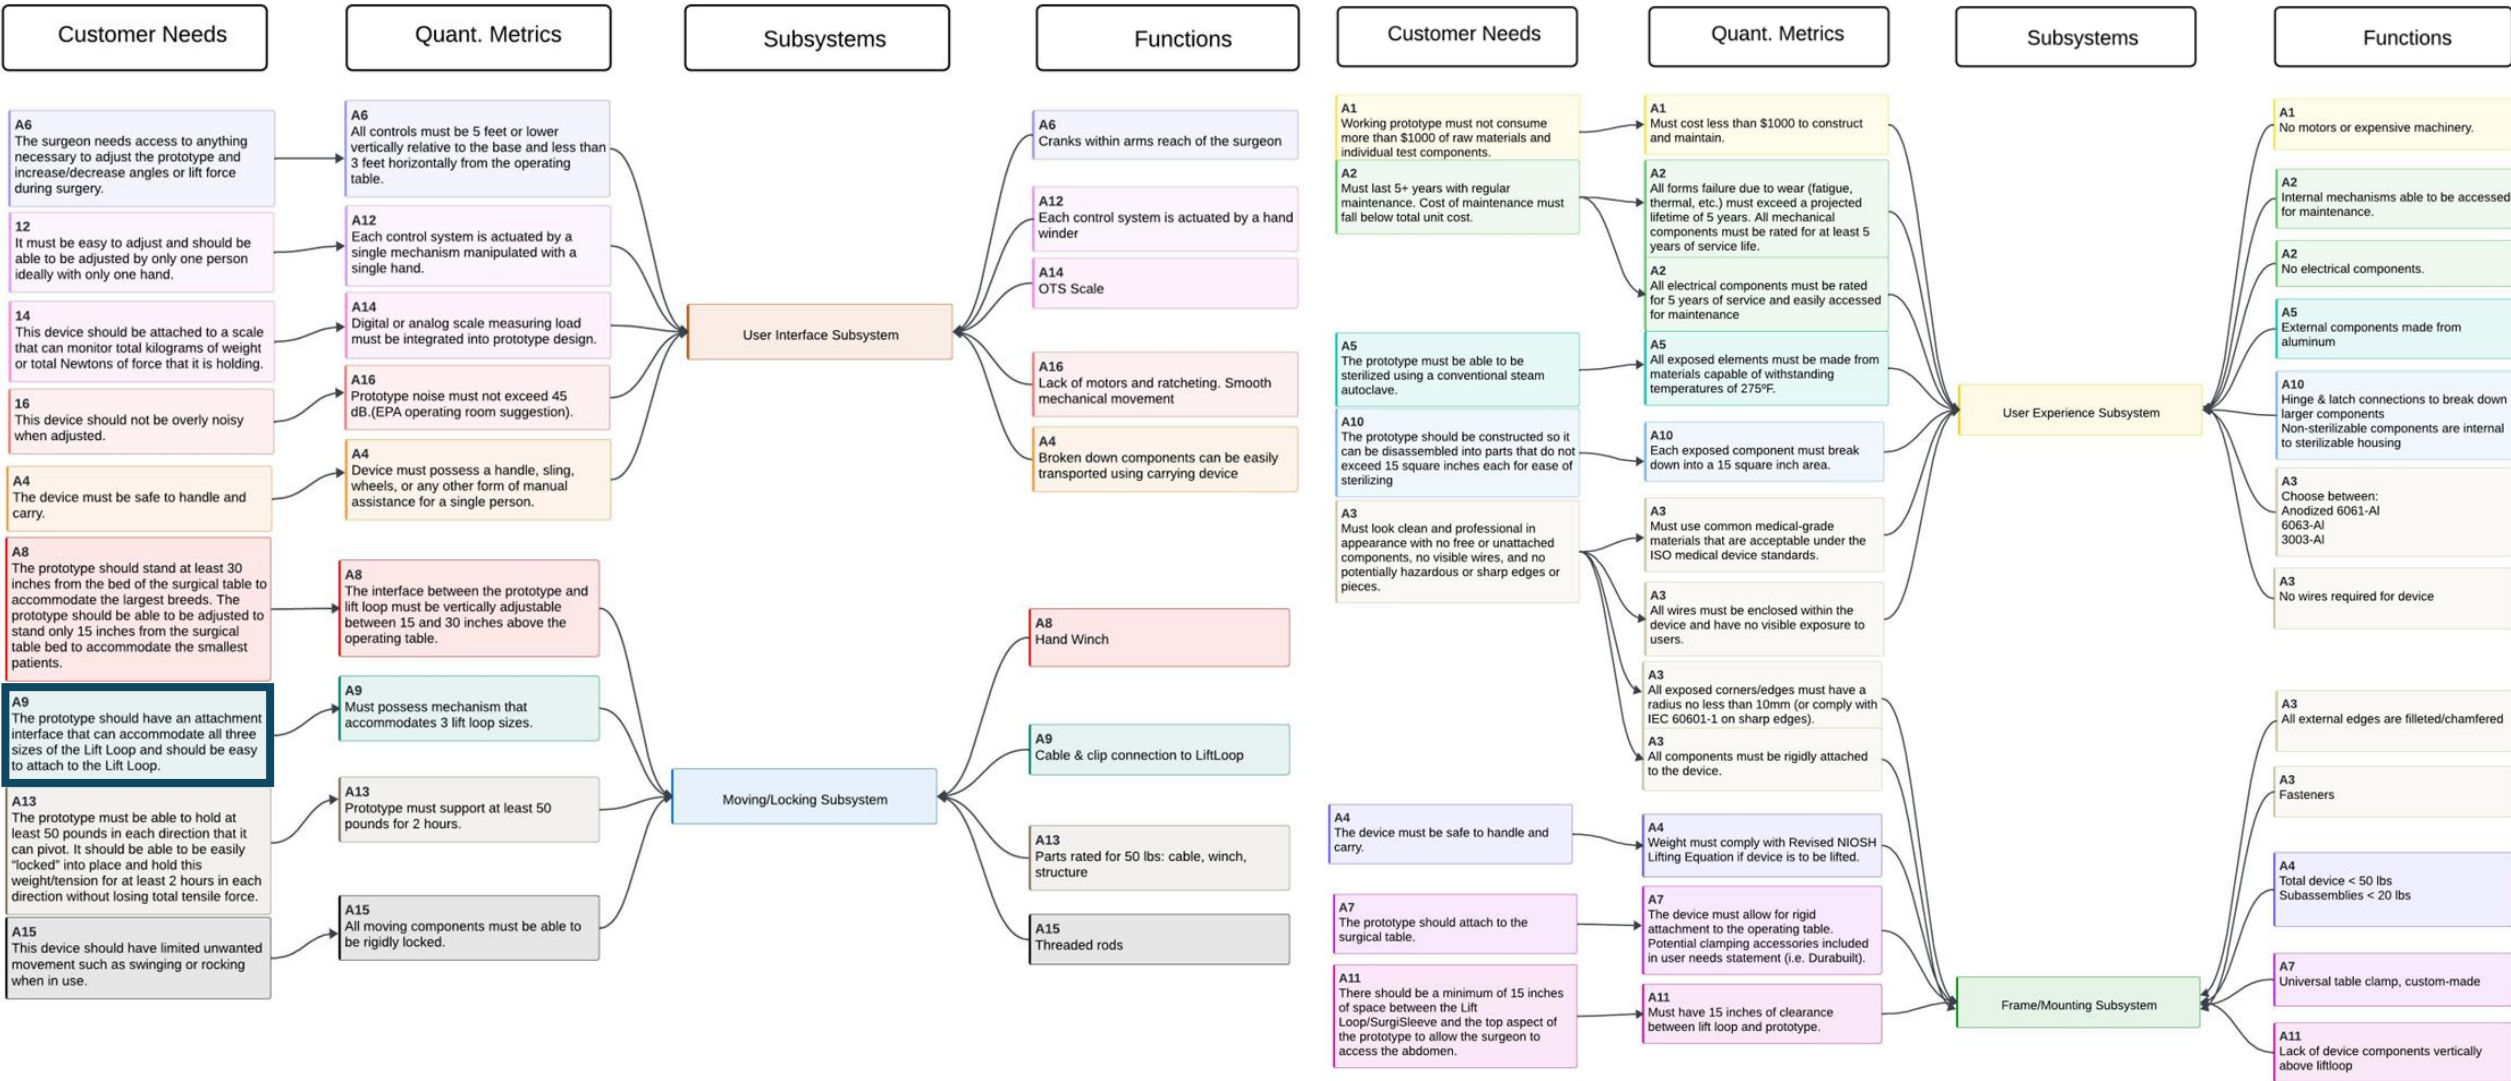 Customer Needs
Quant. Metrics
Subsystems
Functions
A6
The surgeon needs access to anything
necessary to adjust the prototype and
increase/decrease angles or lift force
during surgery.
12
It must be easy to adjust and should be
able to be adjusted by only one person
ideally with only one hand.
14
This device should be attached to a scale
that can monitor total kilograms of weight
or total Newtons of force that it is holding.
16
This device should not be overly noisy
when adjusted.
A4
The device must be safe to handle and
carry.
A8
The prototype should stand at least 30
inches from the bed of the surgical table to
accommodate the largest breeds. The
prototype should be able to be adjusted to
stand only 15 inches from the surgical
table bed to accommodate the smallest
patients.
A9
The prototype should have an attachment
interface that can accommodate all three
sizes of the Lift Loop and should be easy
to attach to the Lift Loop.
A13
The prototype must be able to hold at
least 50 pounds in each direction that it
can pivot. It should be able to be easily
“locked” into place and hold this
weight/tension for at least 2 hours in each
direction without losing total tensile force.
A15
This device should have limited unwanted
movement such as swinging or rocking
when in use.
A6
All controls must be 5 feet or lower
vertically relative to the base and less than
3 feet horizontally from the operating
table.
A12
Each control system is actuated by a
single mechanism manipulated with a
single hand.
A14
Digital or analog scale measuring load
must be integrated into prototype design.
A16
Prototype noise must not exceed 45
dB.(EPA operating room suggestion).
A4
Device must possess a handle, sling,
wheels, or any other form of manual
assistance for a single person.
A8
The interface between the prototype and
lift loop must be vertically adjustable
between 15 and 30 inches above the
operating table.
A9
Must possess mechanism that
accommodates 3 lift loop sizes.
A13
Prototype must support at least 50
pounds for 2 hours.
A15
All moving components must be able to
be rigidly locked.
User Interface Subsystem
Moving/Locking Subsystem
A6
Cranks within arms reach of the surgeon
A12
Each control system is actuated by a hand
winder
A14
OTS Scale
A16
Lack of motors and ratcheting. Smooth
mechanical movement
A4
Broken down components can be easily
transported using carrying device
A8
Hand Winch
A9
Cable & clip connection to LiftLoop
A13
Parts rated for 50 lbs: cable, winch,
structure
A15
Threaded rods
Customer Needs
Quant. Metrics
Subsystems
Functions
A1
Working prototype must not consume
more than $1000 of raw materials and
individual test components.
A2
Must last 5+ years with regular
maintenance. Cost of maintenance must
fall below total unit cost.
A5
The prototype must be able to be
sterilized using a conventional steam
autoclave.
A10
The prototype should be constructed so it
can be disassembled into parts that do not
exceed 15 square inches each for ease of
sterilizing
A3
Must look clean and professional in
appearance with no free or unattached
components, no visible wires, and no
potentially hazardous or sharp edges or
pieces.
A4
The device must be safe to handle and
carry.
A7
The prototype should attach to the
surgical table.
A11
There should be a minimum of 15 inches
of space between the Lift
Loop/SurgiSleeve and the top aspect of
the prototype to allow the surgeon to
access the abdomen.
A1
Must cost less than $1000 to construct
and maintain.
A2
All forms failure due to wear (fatigue,
thermal, etc.) must exceed a projected
lifetime of 5 years. All mechanical
components must be rated for at least 5
years of service life.
A2
All electrical components must be rated
for 5 years of service and easily accessed
for maintenance
A5
All exposed elements must be made from
materials capable of withstanding
temperatures of 275ºF.
A10
Each exposed component must break
down into a 15 square inch area.
A3
Must use common medical-grade
materials that are acceptable under the
ISO medical device standards.
A3
All wires must be enclosed within the
device and have no visible exposure to
users.
A3
All exposed corners/edges must have a
radius no less than 10mm (or comply with
IEC 60601-1 on sharp edges).
A3
All components must be rigidly attached
to the device.
A4
Weight must comply with Revised NIOSH
Lifting Equation if device is to be lifted.
A7
The device must allow for rigid
attachment to the operating table.
Potential clamping accessories included
in user needs statement (i.e. Durabuilt).
A11
Must have 15 inches of clearance
between lift loop and prototype.
User Experience Subsystem
Frame/Mounting Subsystem
A1
No motors or expensive machinery.
A2
Internal mechanisms able to be accessed
for maintenance.
A2
No electrical components.
A5
External components made from
aluminum
A10
Hinge & latch connections to break down
larger components
Non-sterilizable components are internal
to sterilizable housing
A3
Choose between:
Anodized 6061-Al
6063-Al
3003-Al
A3
No wires required for device
A3
All external edges are filleted/chamfered
A3
Fasteners
A4
Total device < 50 lbs
Subassemblies < 20 lbs
A7
Universal table clamp, custom-made
A11
Lack of device components vertically
above liftloop